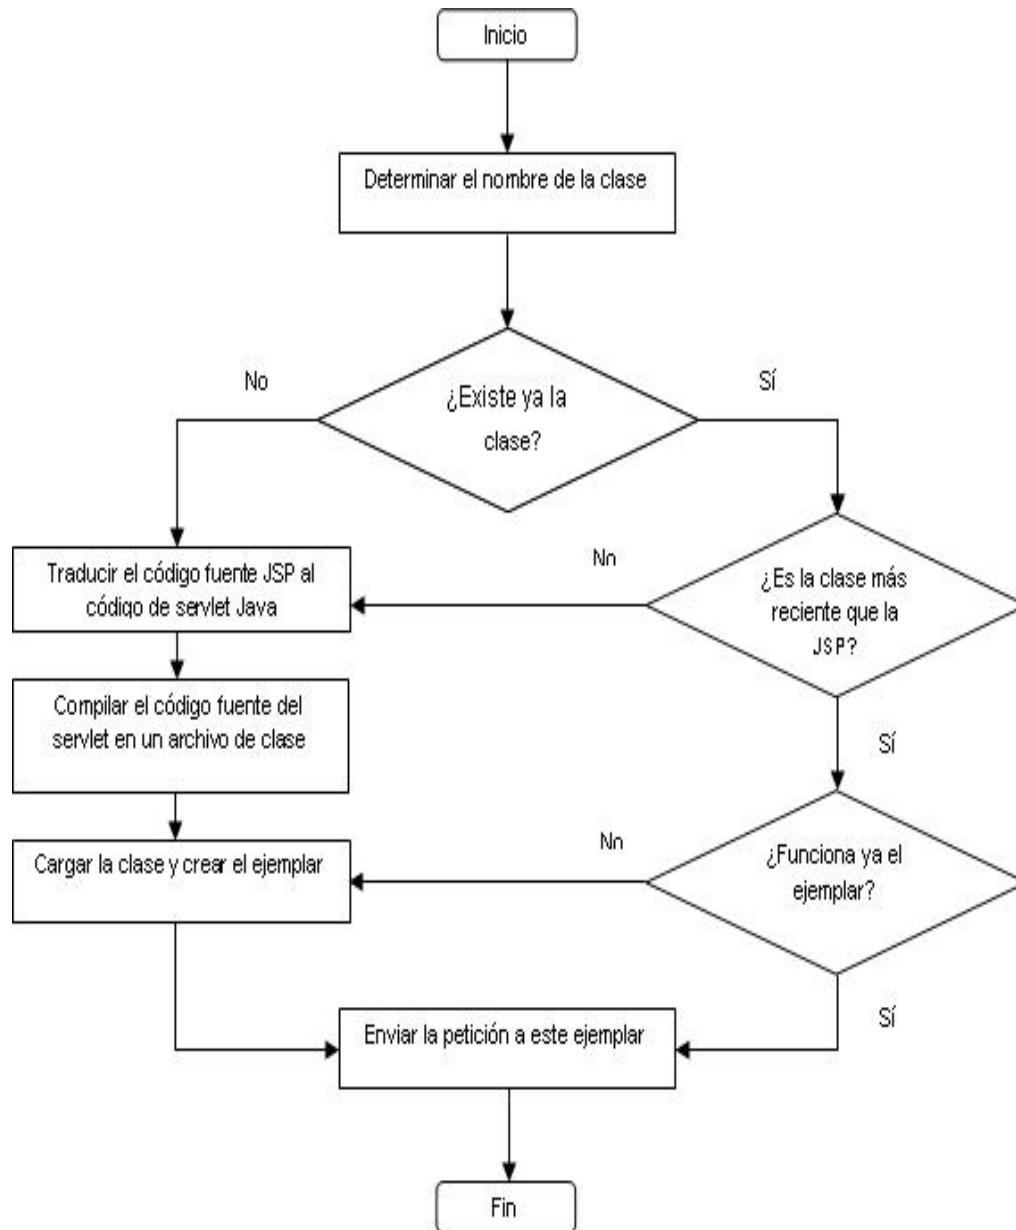 Inicio
Determinar el nombre de la clase
No
Sí
¿Existe ya la
clase?
Traducir el código fuente JSP al
código de servlet Java
No
¿Es la clase más
reciente que la
JSP?
Compilar el código fuente del
servlet en un archivo de clase
Sí
Cargar la clase y crear el ejemplar
No
¿Funciona ya el
ejemplar?
Sí
Enviar la petición a este ejemplar
Fin